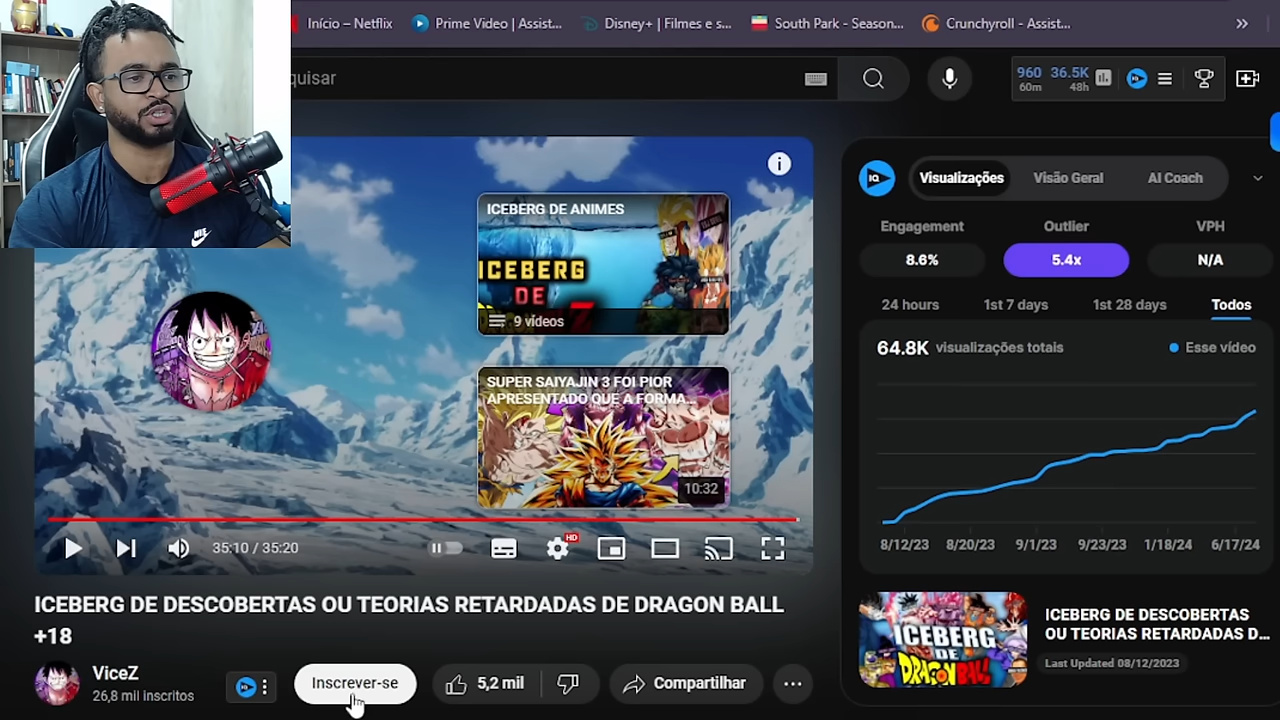 Início – Netflix
Prime Video | Assist...
Disney+ | Filmes e s...
South Park - Season...
Crunchyroll - Assist...
quisar
960
60m
36.5K
48h
IQ
ICEBERG DE ANIMES
ICEBERG
DE
Z
9 vídeos
SUPER SAIYAJIN 3 FOI PIOR
APRESENTADO QUE A FORMA...
10:32
35:10 / 35:20
HD
ICEBERG DE DESCOBERTAS OU TEORIAS RETARDADAS DE DRAGON BALL
+18
ViceZ
26,8 mil inscritos
IQ
Inscrever-se
5,2 mil
Compartilhar
IQ
Visualizações
Visão Geral
AI Coach
Engagement
Outlier
VPH
8.6%
5.4x
N/A
24 hours
1st 7 days
1st 28 days
Todos
64.8K visualizações totais
Esse vídeo
8/12/23
8/20/23
9/1/23
9/23/23
1/18/24
6/17/24
ICEBERG
DE
DRAGON BALL
ICEBERG DE DESCOBERTAS
OU TEORIAS RETARDADAS D...
Last Updated 08/12/2023
NIKE